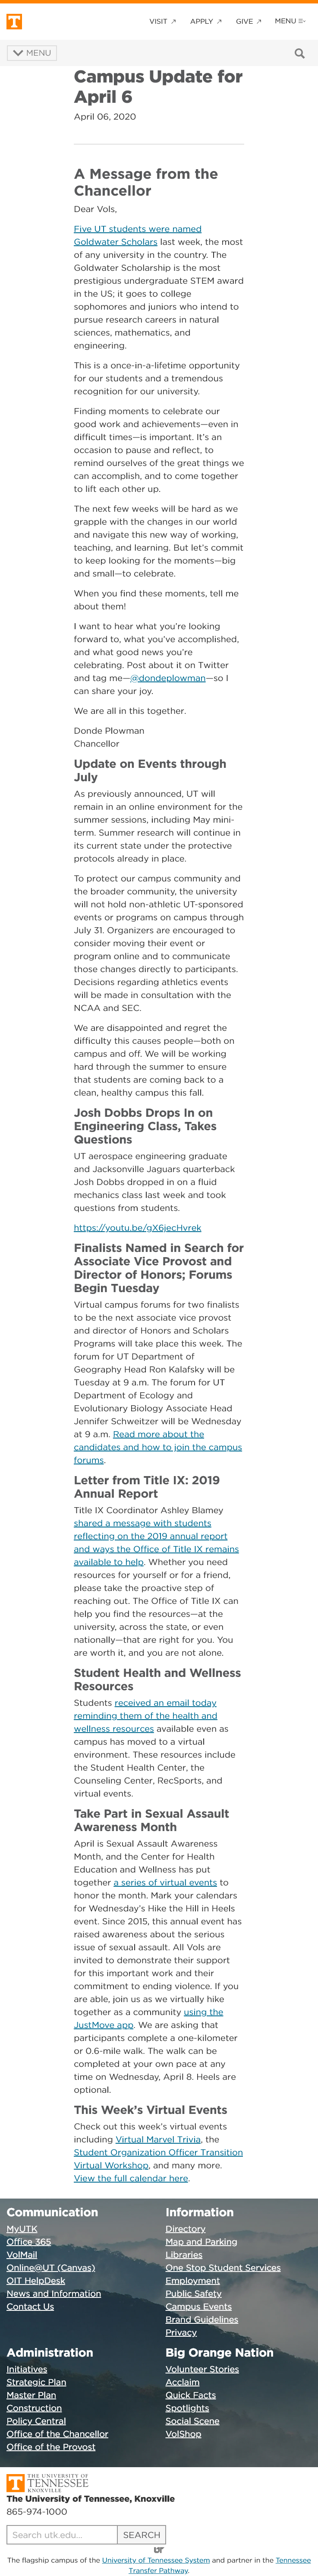 T
VISIT ↗ APPLY ↗ GIVE ↗ MENU
MENU
Campus Update for
April 6
April 06, 2020
A Message from the
Chancellor
Dear Vols,
Five UT students were named
Goldwater Scholars last week, the most
of any university in the country. The
Goldwater Scholarship is the most
prestigious undergraduate STEM award
in the US; it goes to college
sophomores and juniors who intend to
pursue research careers in natural
sciences, mathematics, and
engineering.
This is a once-in-a-lifetime opportunity
for our students and a tremendous
recognition for our university.
Finding moments to celebrate our
good work and achievements—even in
difficult times—is important. It's an
occasion to pause and reflect, to
remind ourselves of the great things we
can accomplish, and to come together
to lift each other up.
The next few weeks will be hard as we
grapple with the changes in our world
and navigate this new way of working,
teaching, and learning. But let's commit
to keep looking for the moments—big
and small—to celebrate.
When you find these moments, tell me
about them!
I want to hear what you're looking
forward to, what you've accomplished,
and what good news you're
celebrating. Post about it on Twitter
and tag me—@dondeplowman—so I
can share your joy.
We are all in this together.
Donde Plowman
Chancellor
Update on Events through
July
As previously announced, UT will
remain in an online environment for the
summer sessions, including May mini-
term. Summer research will continue in
its current state under the protective
protocols already in place.
To protect our campus community and
the broader community, the university
will not hold non-athletic UT-sponsored
events or programs on campus through
July 31. Organizers are encouraged to
consider moving their event or
program online and to communicate
those changes directly to participants.
Decisions regarding athletics events
will be made in consultation with the
NCAA and SEC.
We are disappointed and regret the
difficulty this causes people—both on
campus and off. We will be working
hard through the summer to ensure
that students are coming back to a
clean, healthy campus this fall.
Josh Dobbs Drops In on
Engineering Class, Takes
Questions
UT aerospace engineering graduate
and Jacksonville Jaguars quarterback
Josh Dobbs dropped in on a fluid
mechanics class last week and took
questions from students.
https://youtu.be/gX6jecHvrek
Finalists Named in Search for
Associate Vice Provost and
Director of Honors; Forums
Begin Tuesday
Virtual campus forums for two finalists
to be the next associate vice provost
and director of Honors and Scholars
Programs will take place this week. The
forum for UT Department of
Geography Head Ron Kalafsky will be
Tuesday at 9 a.m. The forum for UT
Department of Ecology and
Evolutionary Biology Associate Head
Jennifer Schweitzer will be Wednesday
at 9 a.m. Read more about the
candidates and how to join the campus
forums.
Letter from Title IX: 2019
Annual Report
Title IX Coordinator Ashley Blamey
shared a message with students
reflecting on the 2019 annual report
and ways the Office of Title IX remains
available to help. Whether you need
resources for yourself or for a friend,
please take the proactive step of
reaching out. The Office of Title IX can
help you find the resources—at the
university, across the state, or even
nationally—that are right for you. You
are worth it, and you are not alone.
Student Health and Wellness
Resources
Students received an email today
reminding them of the health and
wellness resources available even as
campus has moved to a virtual
environment. These resources include
the Student Health Center, the
Counseling Center, RecSports, and
virtual events.
Take Part in Sexual Assault
Awareness Month
April is Sexual Assault Awareness
Month, and the Center for Health
Education and Wellness has put
together a series of virtual events to
honor the month. Mark your calendars
for Wednesday's Hike the Hill in Heels
event. Since 2015, this annual event has
raised awareness about the serious
issue of sexual assault. All Vols are
invited to demonstrate their support
for this important work and their
commitment to ending violence. If you
are able, join us as we virtually hike
together as a community using the
JustMove app. We are asking that
participants complete a one-kilometer
or 0.6-mile walk. The walk can be
completed at your own pace at any
time on Wednesday, April 8. Heels are
optional.
This Week's Virtual Events
Check out this week's virtual events
including Virtual Marvel Trivia, the
Student Organization Officer Transition
Virtual Workshop, and many more.
View the full calendar here.
Communication
MyUTK
Office 365
VolMail
Online@UT (Canvas)
OIT HelpDesk
News and Information
Contact Us
Information
Directory
Map and Parking
Libraries
One Stop Student Services
Employment
Public Safety
Campus Events
Brand Guidelines
Privacy
Administration
Initiatives
Strategic Plan
Master Plan
Construction
Policy Central
Office of the Chancellor
Office of the Provost
Big Orange Nation
Volunteer Stories
Acclaim
Quick Facts
Spotlights
Social Scene
VolShop
T THE UNIVERSITY OF
TENNESSEE
KNOXVILLE
The University of Tennessee, Knoxville
865-974-1000
Search utk.edu... SEARCH
UT
The flagship campus of the University of Tennessee System and partner in the Tennessee
Transfer Pathway.